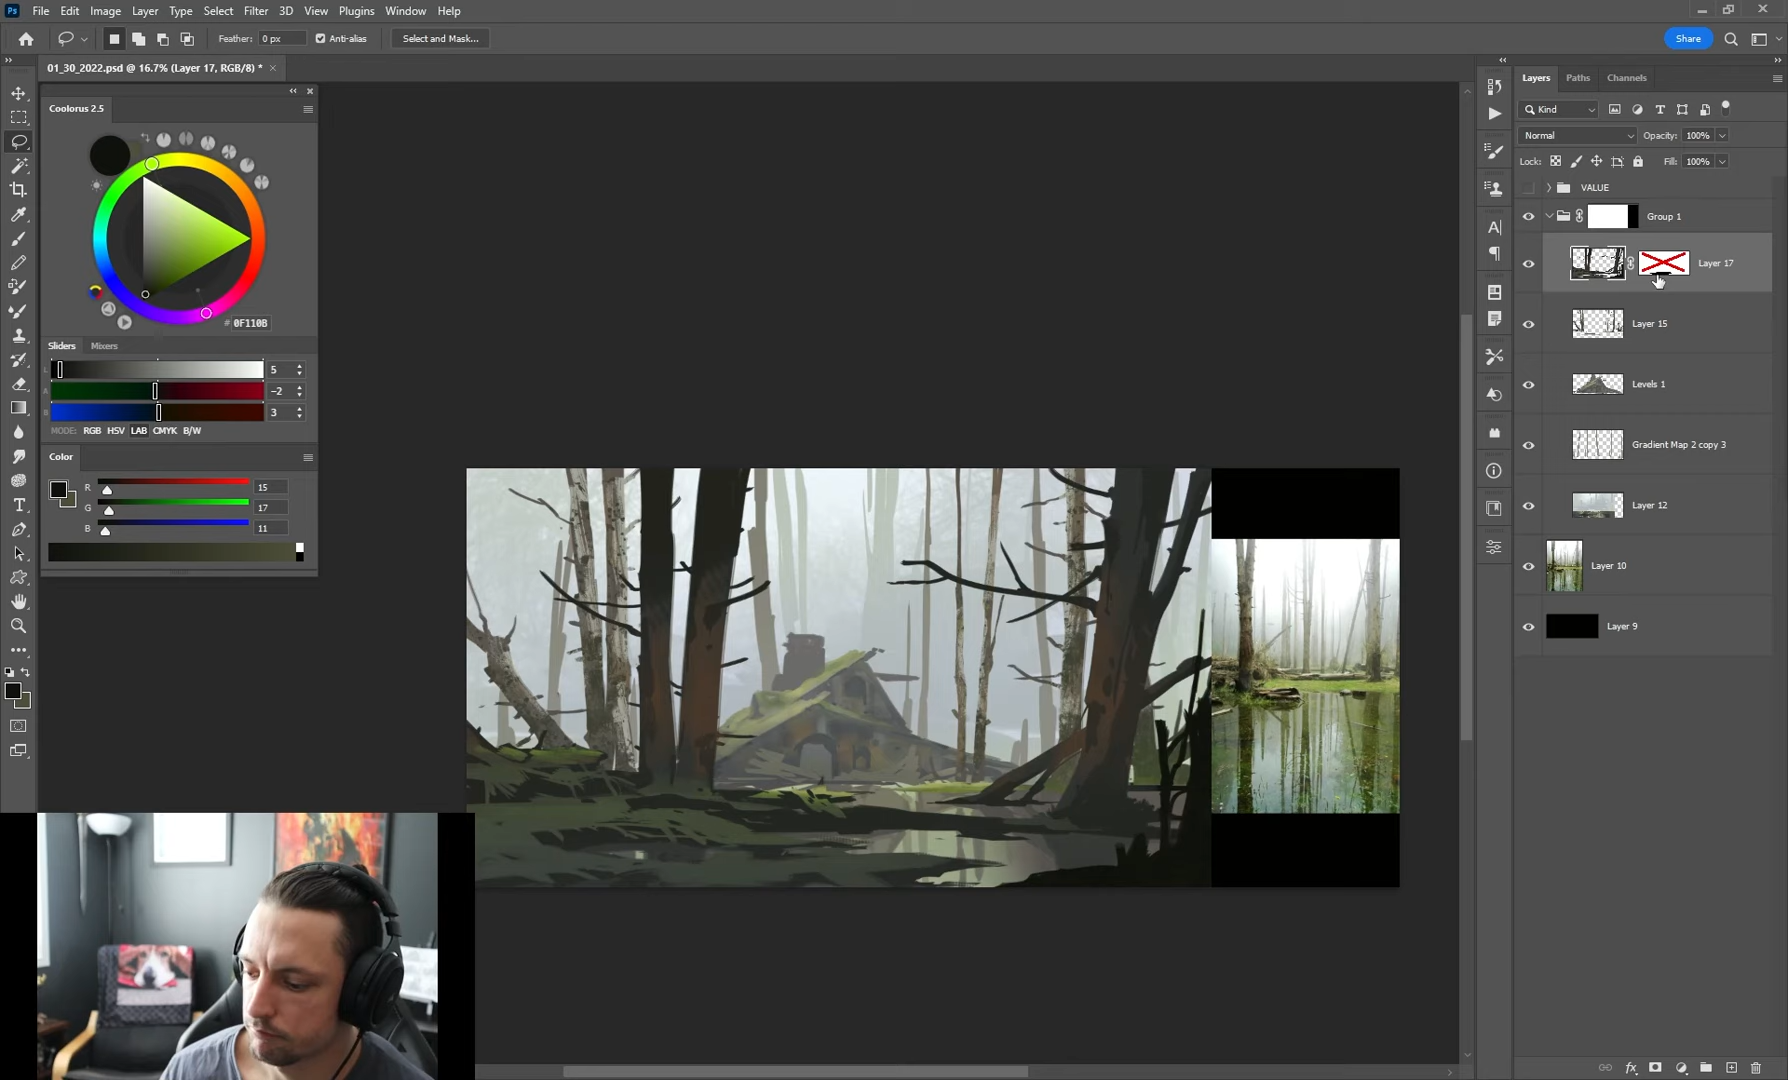 Ps File Edit Image Layer Type Select Filter 3D View Plugins Window Help
Feather: 0 px Anti-alias Select and Mask... Share
01_30_2022.psd @ 16.7% (Layer 17, RGB/8) *
Coolorus 2.5
# 0F110B
Sliders Mixers
L 5
A -2
B 3
MODE: RGB HSV LAB CMYK B/W
Color
R 15
G 17
B 11
Layers Paths Channels
Kind
Normal Opacity: 100%
Lock: Fill: 100%
VALUE
Group 1
Layer 17
Layer 15
Levels 1
Gradient Map 2 copy 3
Layer 12
Layer 10
Layer 9
fx